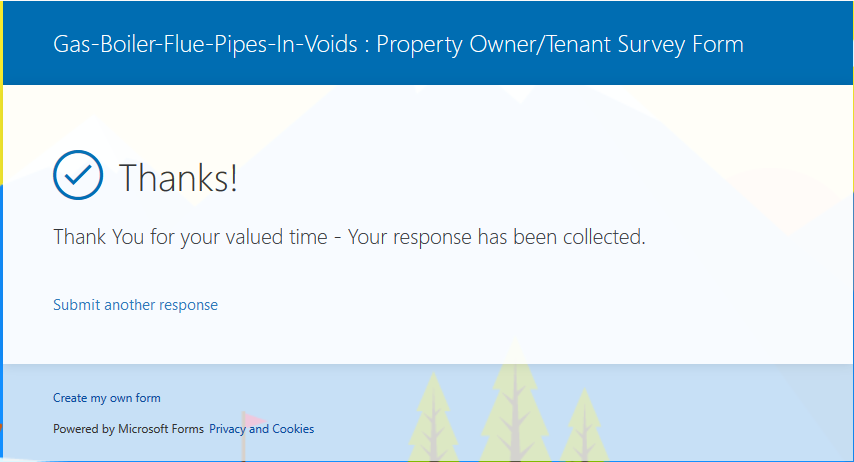 Gas-Boiler-Flue-Pipes-In-Voids : Property Owner/Tenant Survey Form
Thanks!
Thank You for your valued time - Your response has been collected.
Submit another response
Create my own form
Powered by Microsoft Forms Privacy and Cookies